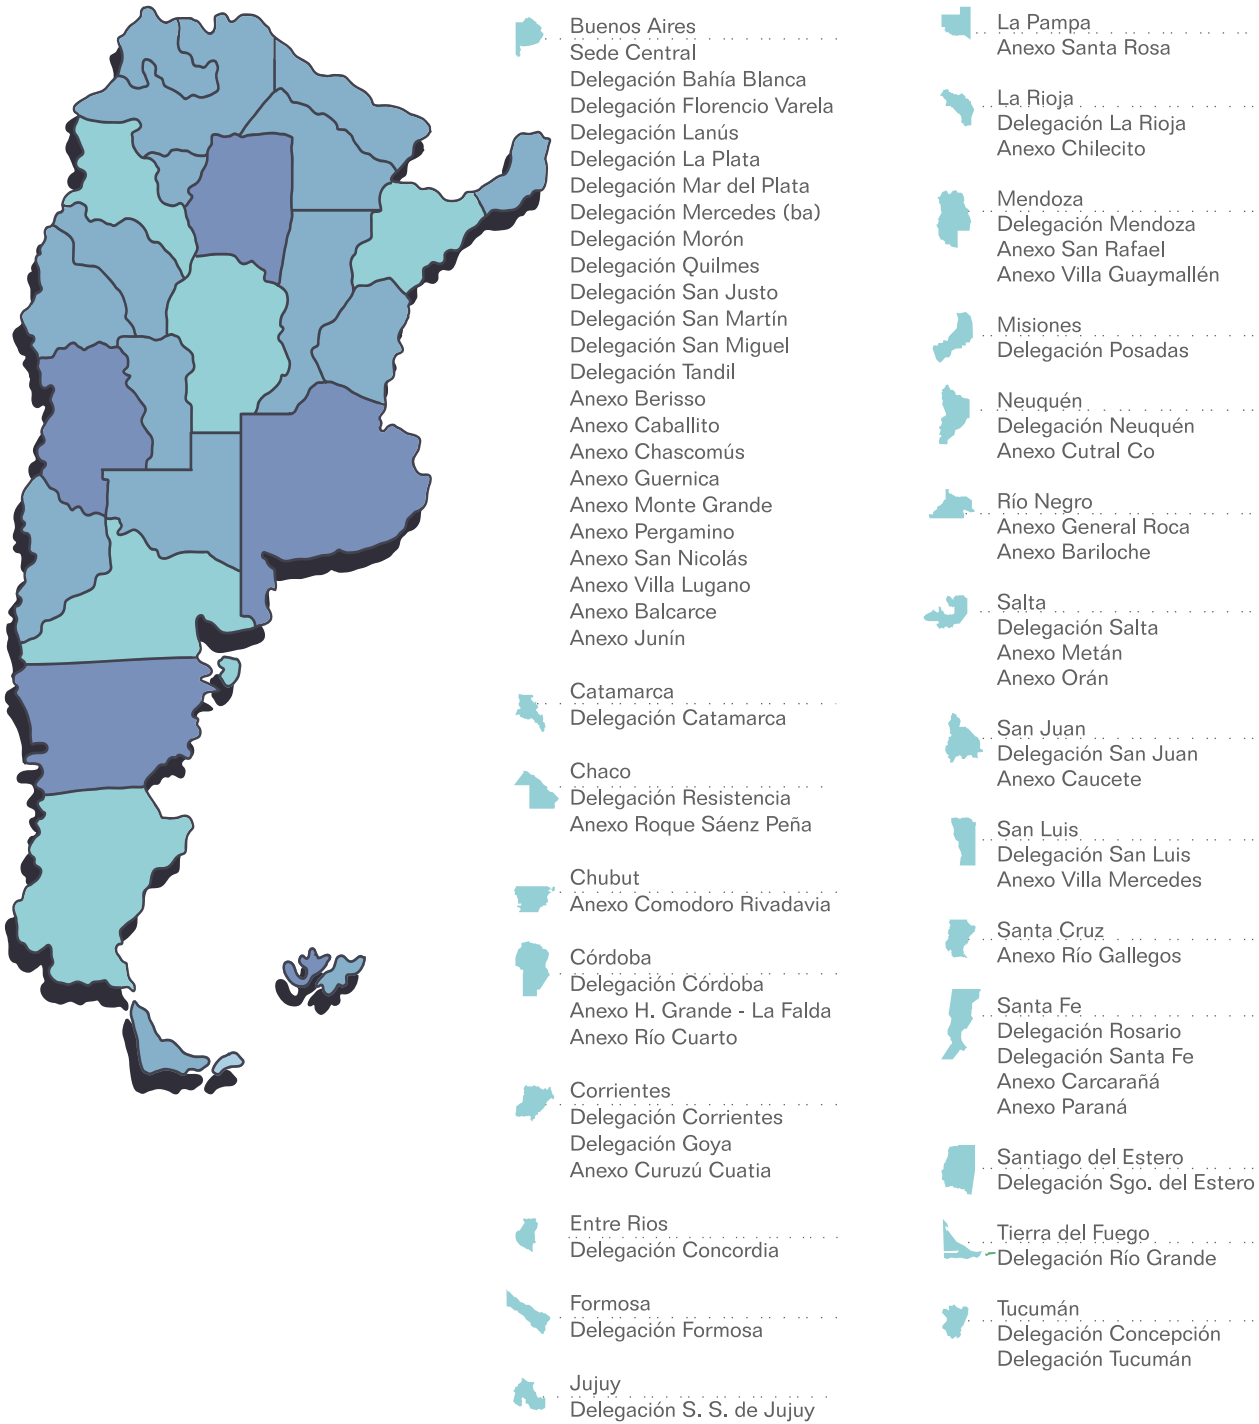 Buenos Aires
Sede Central
Delegación Bahía Blanca
Delegación Florencio Varela
Delegación Lanús
Delegación La Plata
Delegación Mar del Plata
Delegación Mercedes (ba)
Delegación Morón
Delegación Quilmes
Delegación San Justo
Delegación San Martín
Delegación San Miguel
Delegación Tandil
Anexo Berisso
Anexo Caballito
Anexo Chascomús
Anexo Guernica
Anexo Monte Grande
Anexo Pergamino
Anexo San Nicolás
Anexo Villa Lugano
Anexo Balcarce
Anexo Junín
Catamarca
Delegación Catamarca
Chaco
Delegación Resistencia
Anexo Roque Sáenz Peña
Chubut
Anexo Comodoro Rivadavia
Córdoba
Delegación Córdoba
Anexo H. Grande - La Falda
Anexo Río Cuarto
Corrientes
Delegación Corrientes
Delegación Goya
Anexo Curuzú Cuatia
Entre Rios
Delegación Concordia
Formosa
Delegación Formosa
Jujuy
Delegación S. S. de Jujuy
La Pampa
Anexo Santa Rosa
La Rioja
Delegación La Rioja
Anexo Chilecito
Mendoza
Delegación Mendoza
Anexo San Rafael
Anexo Villa Guaymallén
Misiones
Delegación Posadas
Neuquén
Delegación Neuquén
Anexo Cutral Co
Río Negro
Anexo General Roca
Anexo Bariloche
Salta
Delegación Salta
Anexo Metán
Anexo Orán
San Juan
Delegación San Juan
Anexo Caucete
San Luis
Delegación San Luis
Anexo Villa Mercedes
Santa Cruz
Anexo Río Gallegos
Santa Fe
Delegación Rosario
Delegación Santa Fe
Anexo Carcarañá
Anexo Paraná
Santiago del Estero
Delegación Sgo. del Estero
Tierra del Fuego
Delegación Río Grande
Tucumán
Delegación Concepción
Delegación Tucumán